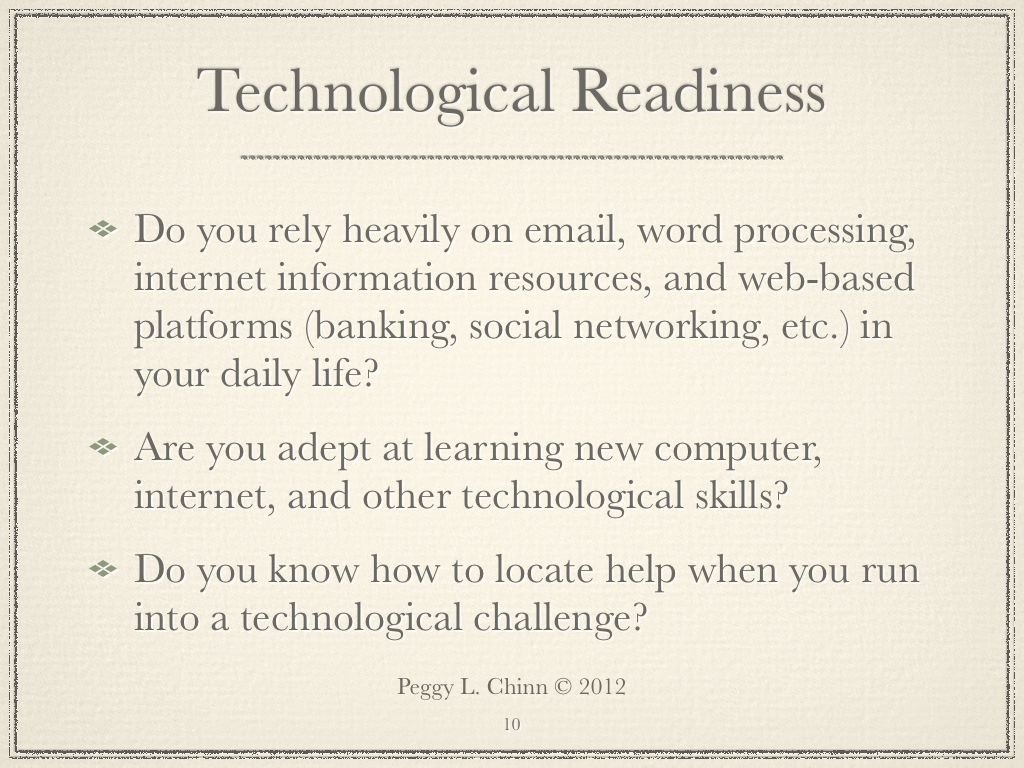 Technological Readiness
Do you rely heavily on email, word processing,
internet information resources, and web-based
platforms (banking, social networking, etc.) in
your daily life?
Are you adept at learning new computer,
internet, and other technological skills?
Do you know how to locate help when you run
into a technological challenge?
Peggy L. Chinn © 2012
10